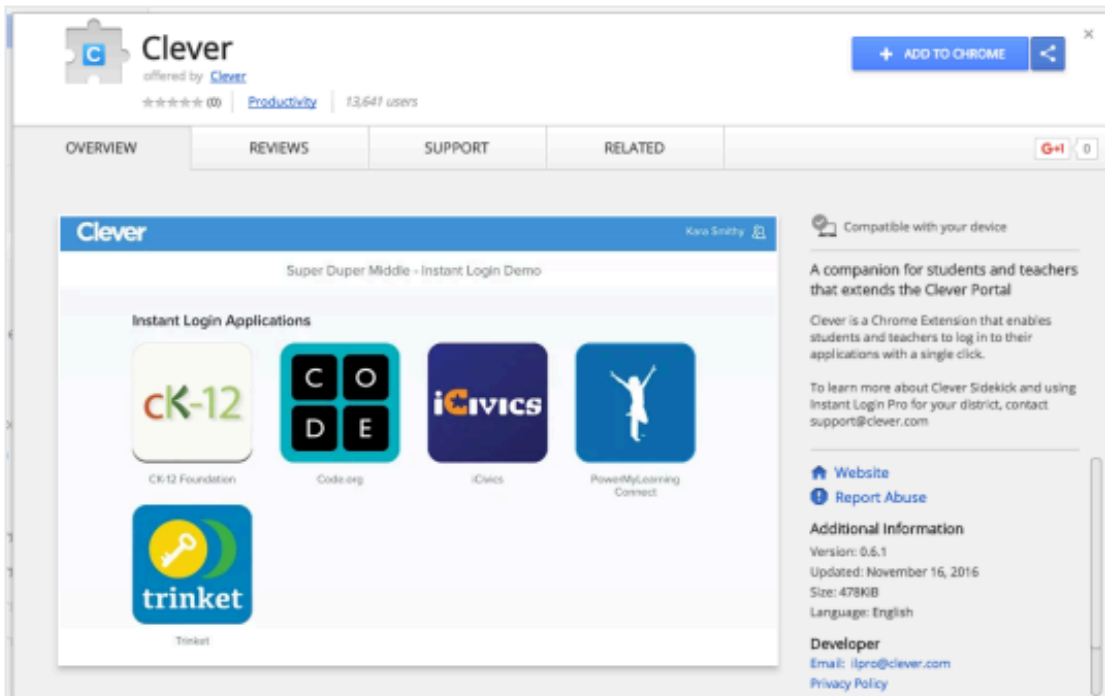 C
Clever
offered by Clever
(0) Productivity 13,641 users
+ ADD TO CHROME
×
OVERVIEW REVIEWS SUPPORT RELATED
G+1 0
Clever
Kara Smithy
Super Duper Middle - Instant Login Demo
Instant Login Applications
cK-12
CODE
iCivics
CK-12 Foundation
Code.org
iCivics
PowerMyLearning
Connect
trinket
Trinket
Compatible with your device
A companion for students and teachers
that extends the Clever Portal
Clever is a Chrome Extension that enables
students and teachers to log in to their
applications with a single click.
To learn more about Clever Sidekick and using
Instant Login Pro for your district, contact
support@clever.com
Website
Report Abuse
Additional Information
Version: 0.6.1
Updated: November 16, 2016
Size: 478KiB
Language: English
Developer
Email: ilpro@clever.com
Privacy Policy